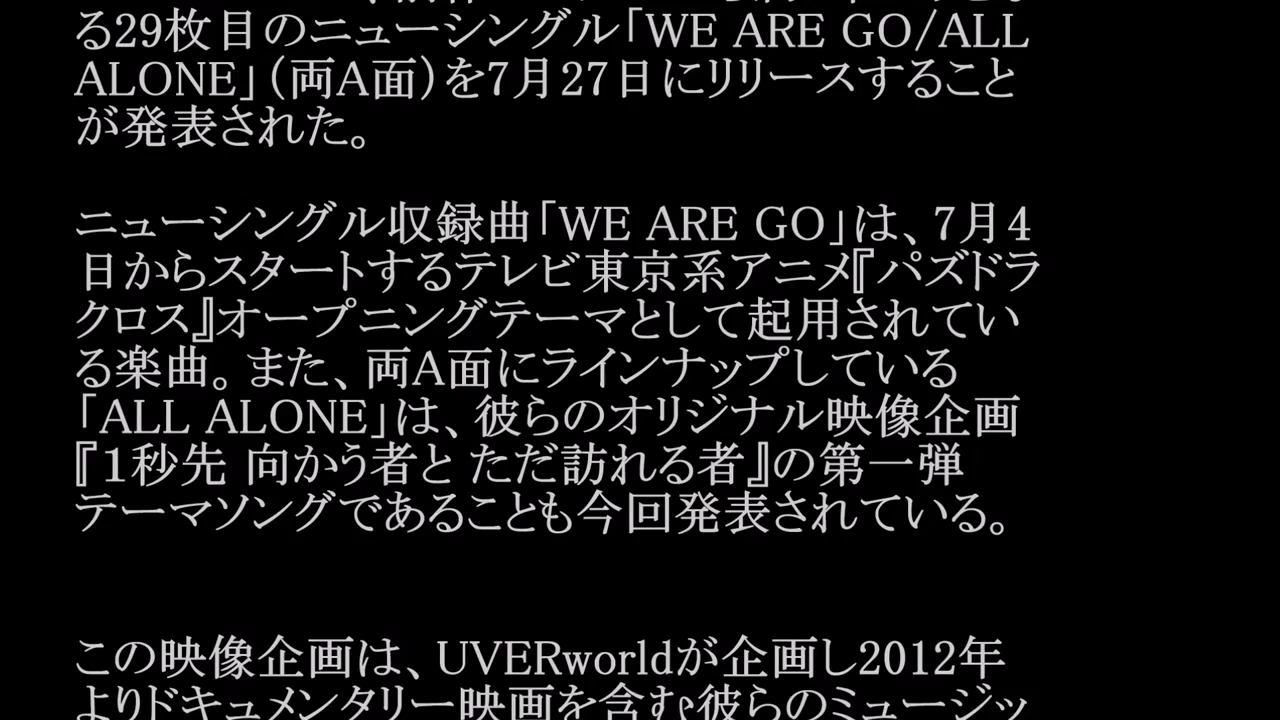 る29枚目のニューシングル「WE ARE GO/ALL
ALONE」（両A面）を7月27日にリリースすること
が発表された。
ニューシングル収録曲「WE ARE GO」は、7月4
日からスタートするテレビ東京系アニメ『パズドラ
クロス』オープニングテーマとして起用されてい
る楽曲。また、両A面にラインナップしている
「ALL ALONE」は、彼らのオリジナル映像企画
『1秒先 向かう者と ただ訪れる者』の第一弾
テーマソングであることも今回発表されている。
この映像企画は、UVERworldが企画し2012年
よりドキュメンタリー映画を含む彼らのミュージッ